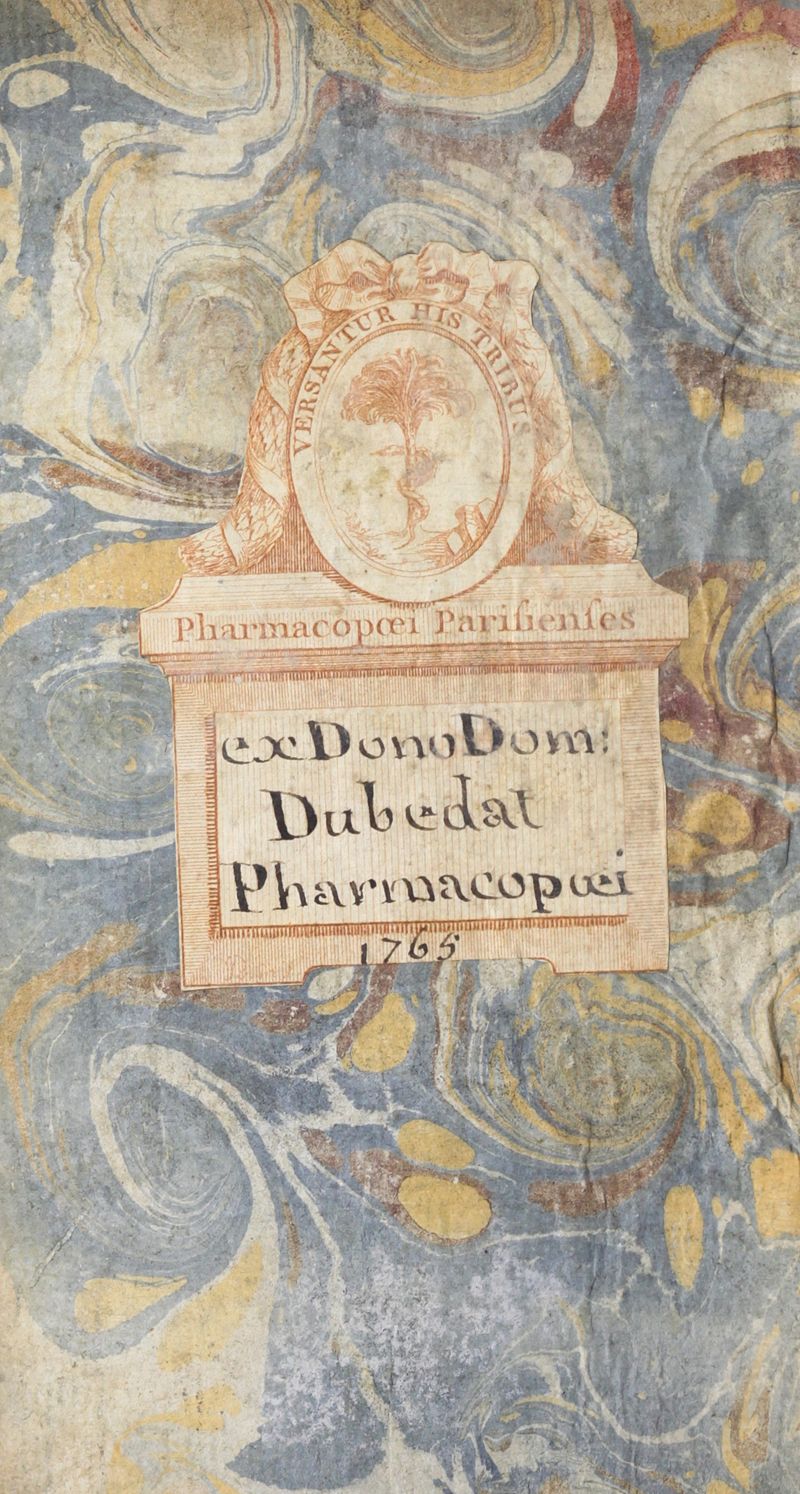 VERSANTUR HIS TRIBUS
Pharmacopœi Pariſienſes
ex Dono Dom:
Dubedat
Pharmacopœi
1765